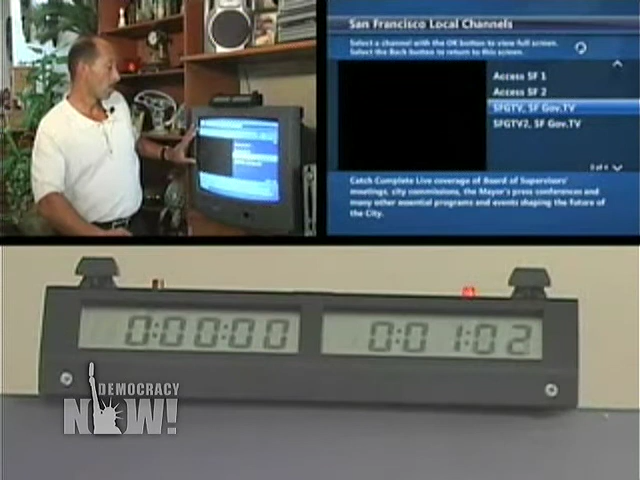 San Francisco Local Channels
Select a channel with the OK button to view full screen.
Select the Back button to return to this screen.
Access SF 1
Access SF 2
SFGTV, SF Gov.TV
SFGTV2, SF Gov.TV
Catch Complete Live coverage of Board of Supervisors'
meetings, city commissions, the Mayor's press conferences and
many other essential programs and events shaping the future of
the City.
0:00:00
0:01:02
DEMOCRACY
NOW!